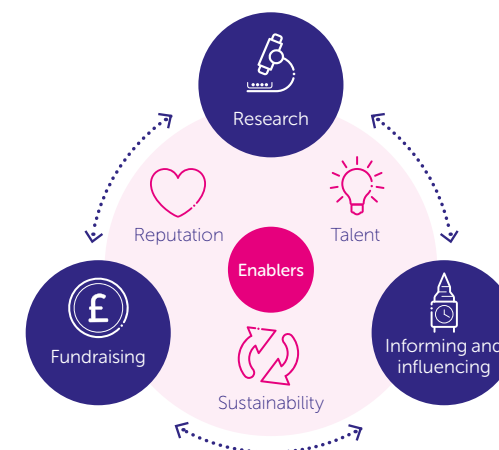 Research
Reputation
Talent
Enablers
£
Fundraising
Informing and
influencing
Sustainability